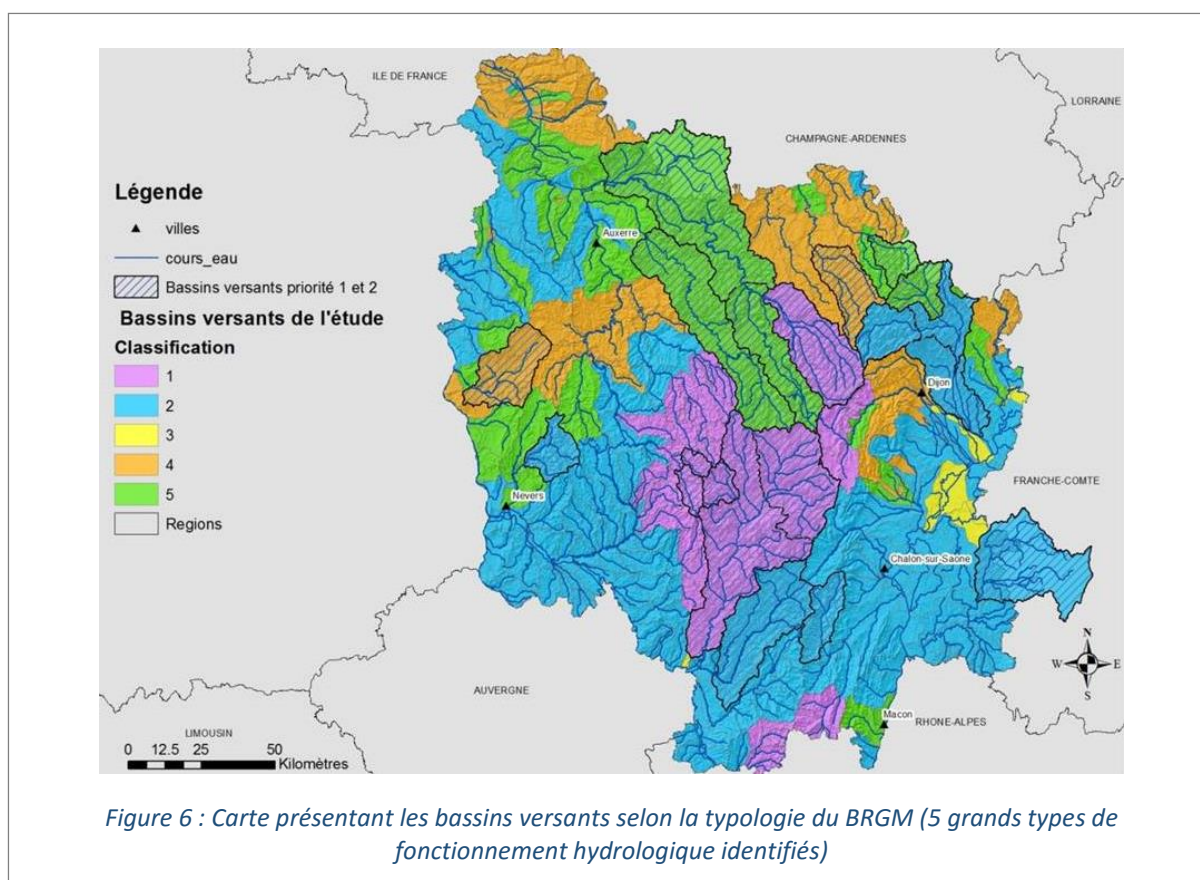 ILE DE FRANCE
LORRAINE
CHAMPAGNE-ARDENNES
Légende
villes
cours_eau
Bassins versants priorité 1 et 2
Bassins versants de l'étude
Classification
1
2
3
4
5
Regions
Auxerre
Dijon
Nevers
FRANCHE-COMTE
Chalon-sur-Saone
N
W
E
S
AUVERGNE
Macon
RHONE-ALPES
LIMOUSIN
0 12.5 25 50
Kilomètres
Figure 6 : Carte présentant les bassins versants selon la typologie du BRGM (5 grands types de
fonctionnement hydrologique identifiés)